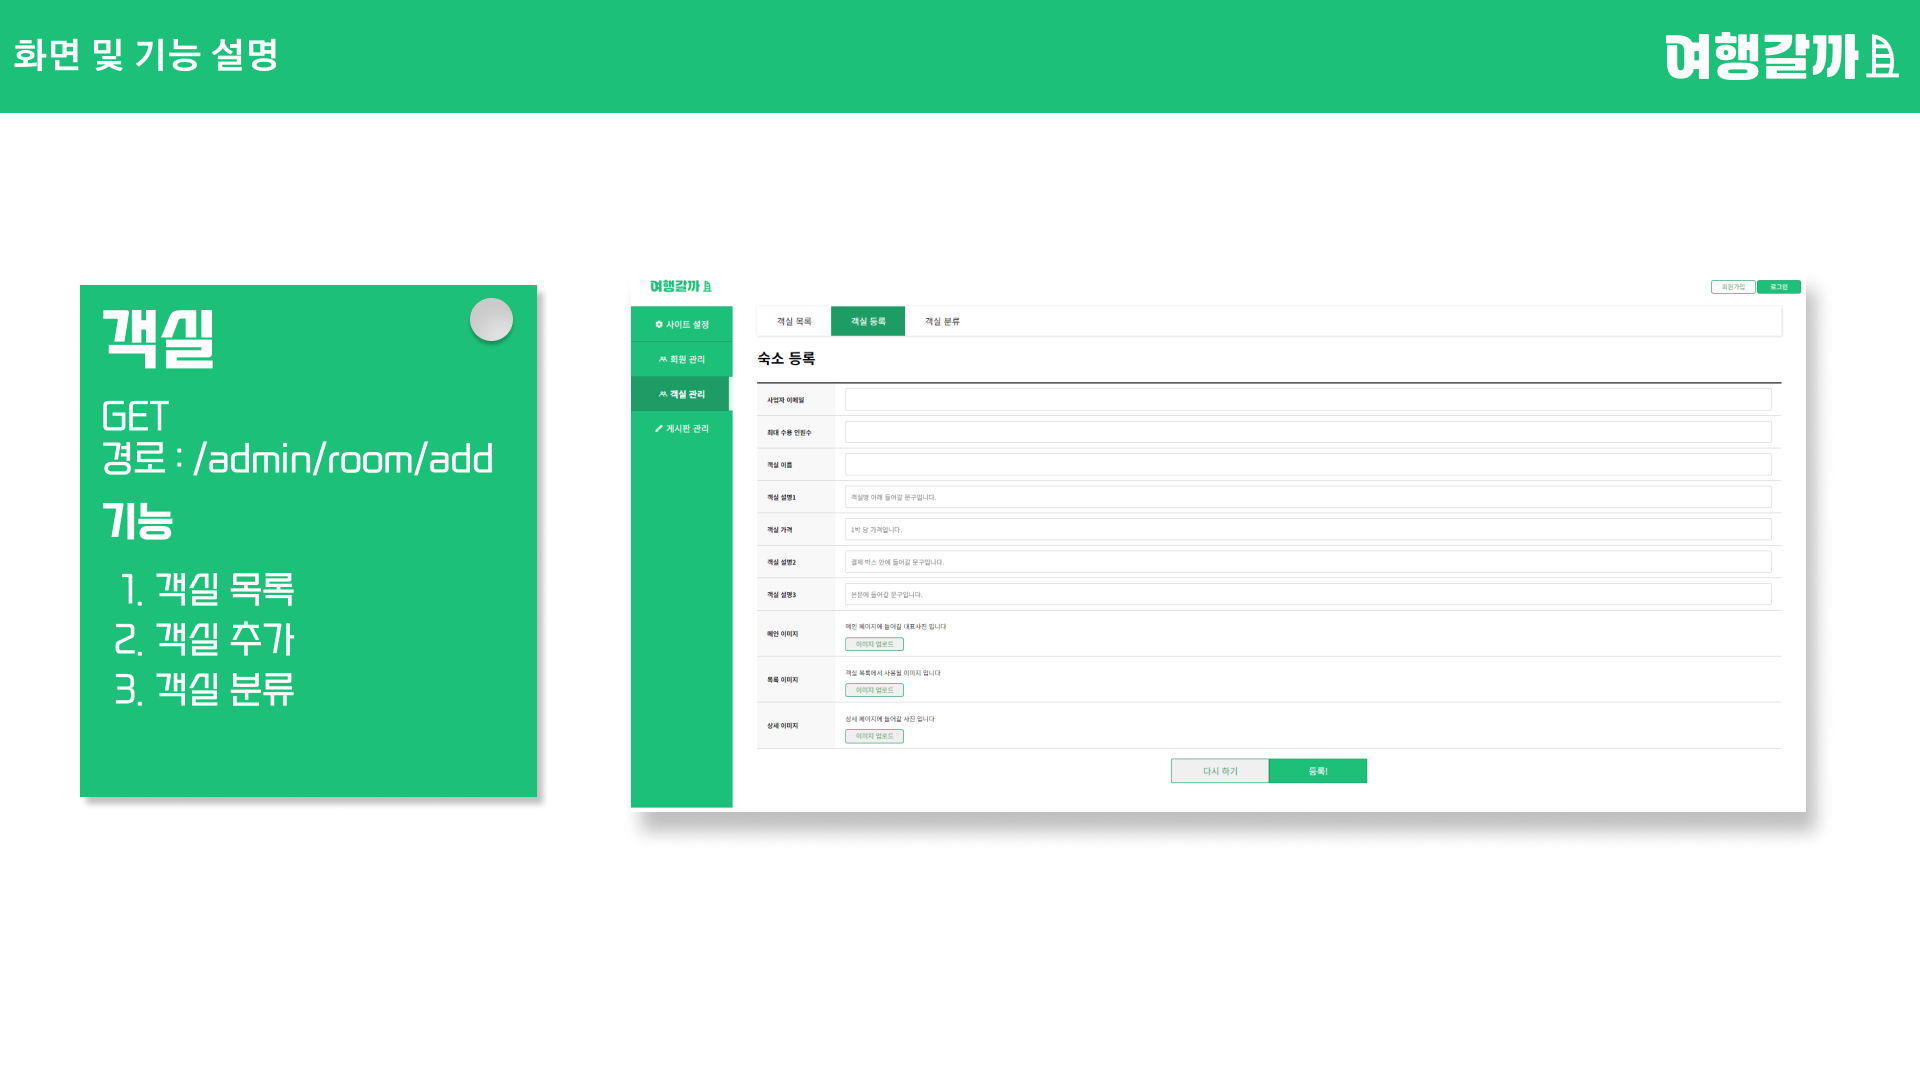 화면 및 기능 설명
여행갈까
객실
GET
경로 : /admin/room/add
기능
1. 객실 목록
2. 객실 추가
3. 객실 분류
여행갈까
회원가입
로그인
사이트 설정
회원 관리
객실 관리
게시판 관리
객실 목록
객실 등록
객실 분류
숙소 등록
사업자 이메일
최대 수용 인원수
객실 이름
객실 설명1
객실명 아래 들어갈 문구입니다.
객실 가격
1박 당 가격입니다.
객실 설명2
결제 박스 안에 들어갈 문구입니다.
객실 설명3
본문에 들어갈 문구입니다.
메인 이미지
메인 페이지에 들어갈 대표사진 입니다
이미지 업로드
목록 이미지
객실 목록에서 사용될 이미지 입니다
이미지 업로드
상세 이미지
상세 페이지에 들어갈 사진 입니다
이미지 업로드
다시 하기
등록!